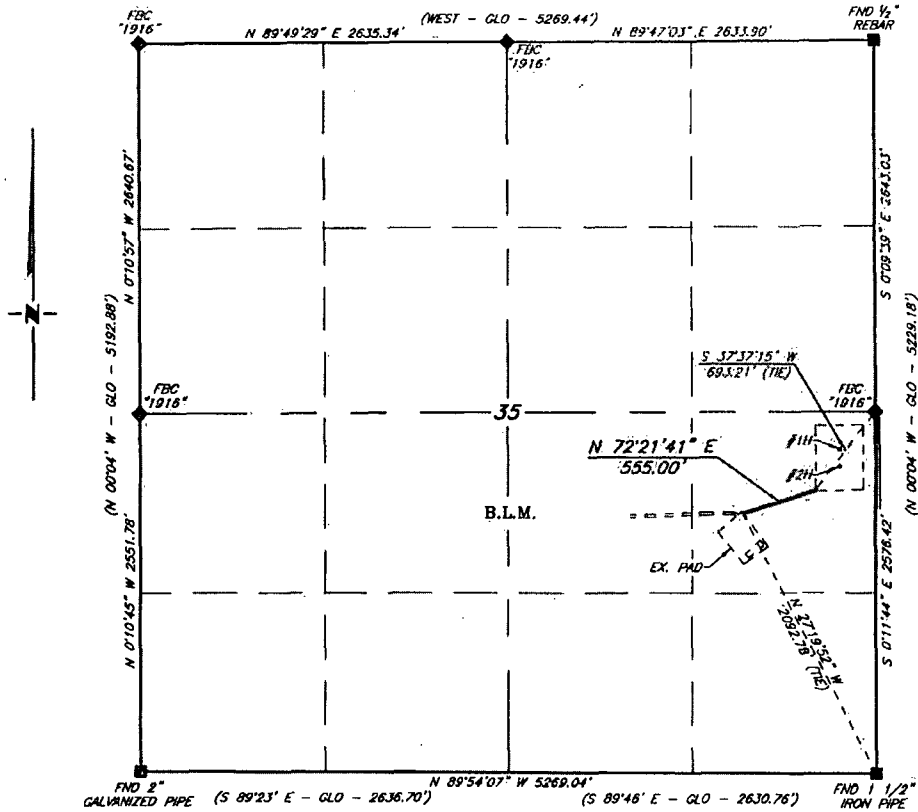 FBC
"1916"
(WEST - GLO - 5269.44')
N 89°49'29" E 2635.34'
N 89°47'03" E 2633.90'
FND ½"
REBAR
FBC
"1916"
N 0°10'57" W 2640.67'
S 0°09'39" E 2643.03'
N
(N 00°04' W - GLO - 5192.88')
(N 00°04' W - GLO - 5229.18')
S 37°37'15" W
693.21' (TIE)
FBC
"1916"
35
FBC
"1916"
#1H
#2H
N 72°21'41" E
555.00'
B.L.M.
EX. PAD
N 0°10'45" W 2551.78'
S 0°11'44" E 2576.42'
N 27°19'52" W
2092.78' (TIE)
FND 2"
GALVANIZED PIPE
N 89°54'07" W 5269.04'
(S 89°23' E - GLO - 2636.70')
(S 89°46' E - GLO - 2630.76')
FND 1 1/2"
IRON PIPE